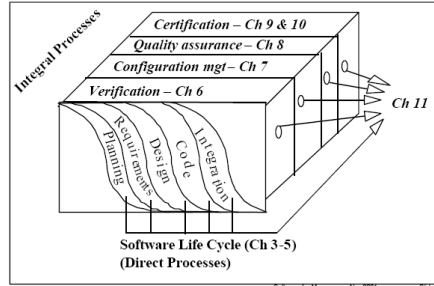 Integral Processes
Certification – Ch 9 & 10
Quality assurance – Ch 8
Configuration mgt – Ch 7
Verification – Ch 6
Ch 11
Planning
Requirements
Design
Code
Integration
Software Life Cycle (Ch 3-5)
(Direct Processes)